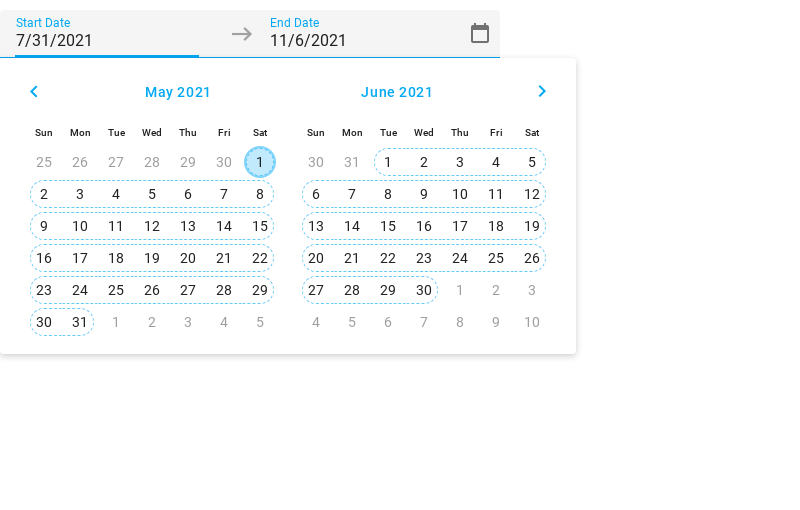 Start Date
End Date
7/31/2021
11/6/2021
May 2021
June 2021
Sun Mon Tue Wed Thu Fri Sat
Sun Mon Tue Wed Thu Fri Sat
25 26 27 28 29 30 1
30 31 1 2 3 4 5
2 3 4 5 6 7 8
6 7 8 9 10 11 12
9 10 11 12 13 14 15
13 14 15 16 17 18 19
16 17 18 19 20 21 22
20 21 22 23 24 25 26
23 24 25 26 27 28 29
27 28 29 30 1 2 3
30 31 1 2 3 4 5
4 5 6 7 8 9 10